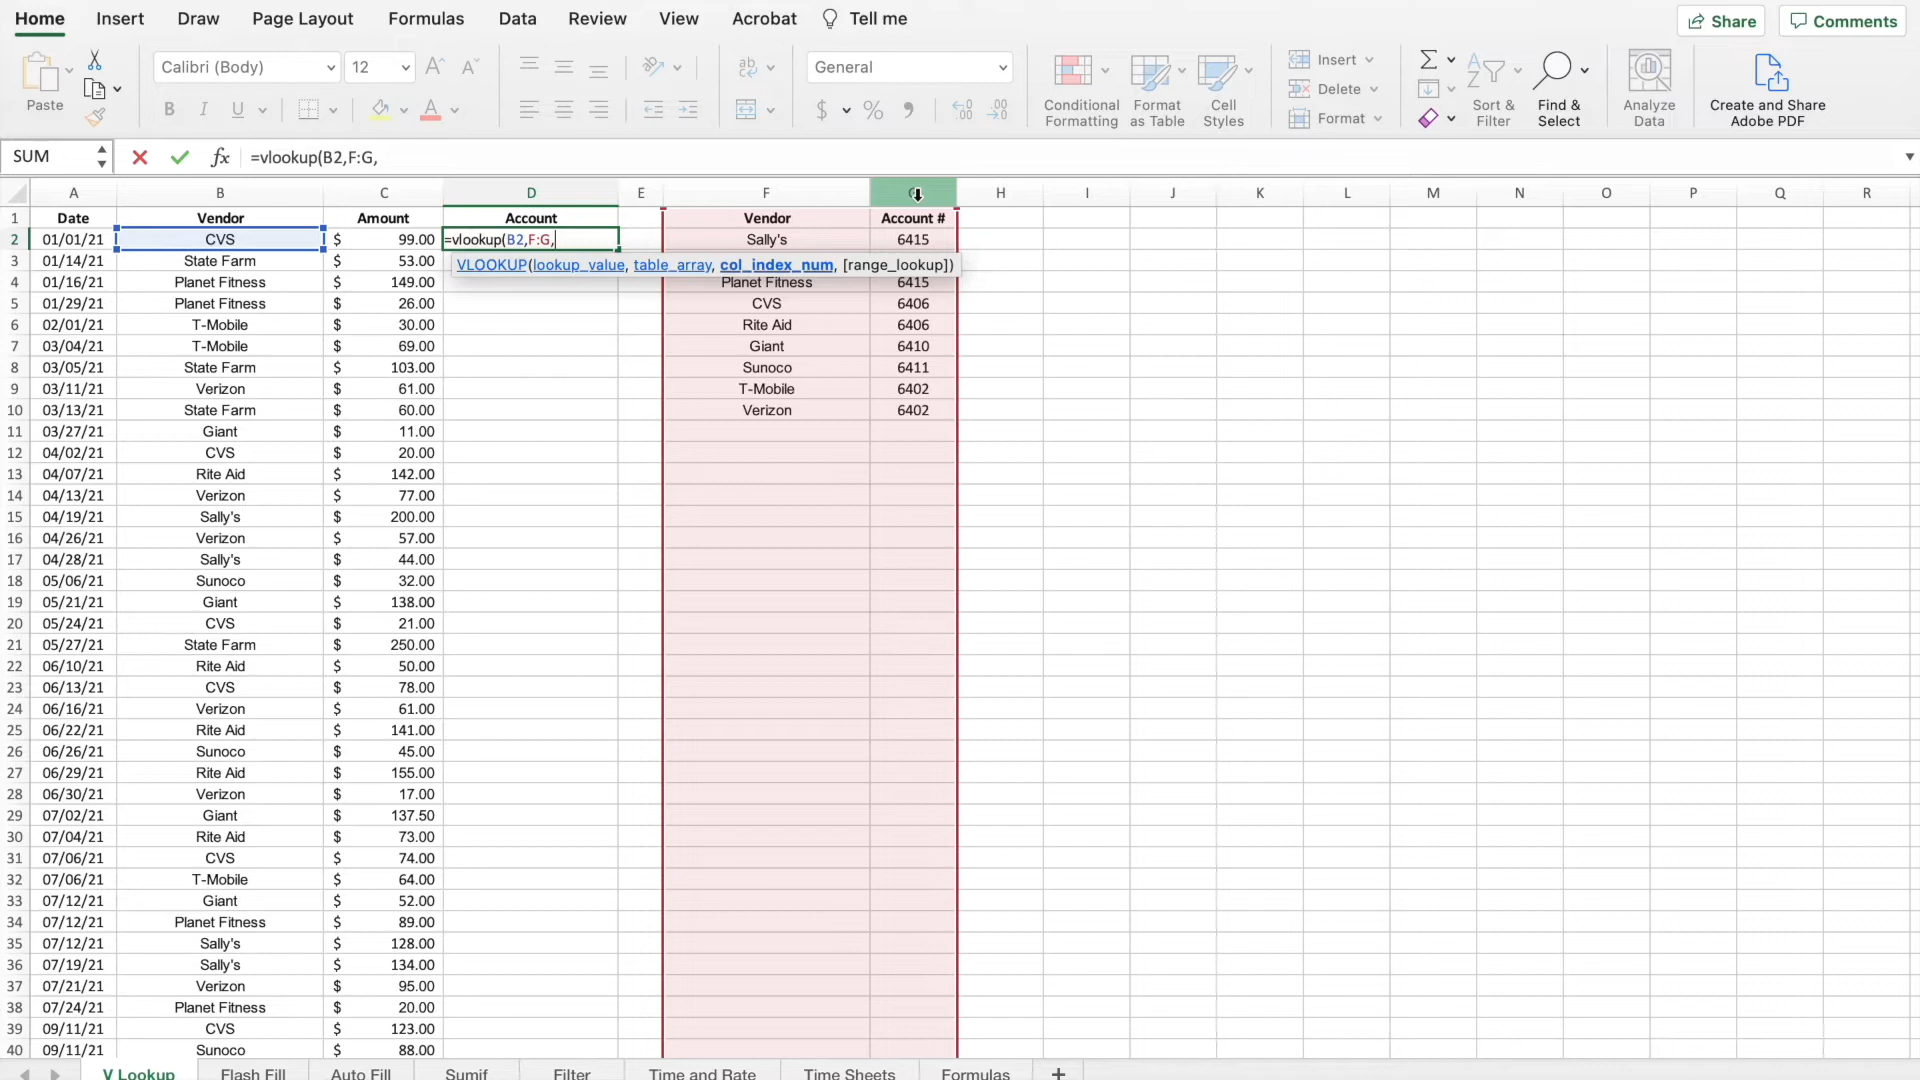 Home Insert Draw Page Layout Formulas Data Review View Acrobat Tell me Share Comments
Paste Calibri (Body) 12 General Conditional Formatting Format as Table Cell Styles Insert Delete Format Sort & Filter Find & Select Analyze Data Create and Share Adobe PDF
SUM fx =vlookup(B2,F:G,
A B C D E F H I J K L M N O P Q R
1 Date Vendor Amount Account Vendor Account #
2 01/01/21 CVS $ 99.00 =vlookup(B2,F:G, Sally's 6415
3 01/14/21 State Farm $ 53.00 VLOOKUP(lookup_value, table_array, col_index_num, [range_lookup])
4 01/16/21 Planet Fitness $ 149.00 Planet Fitness 6415
5 01/29/21 Planet Fitness $ 26.00 CVS 6406
6 02/01/21 T-Mobile $ 30.00 Rite Aid 6406
7 03/04/21 T-Mobile $ 69.00 Giant 6410
8 03/05/21 State Farm $ 103.00 Sunoco 6411
9 03/11/21 Verizon $ 61.00 T-Mobile 6402
10 03/13/21 State Farm $ 60.00 Verizon 6402
11 03/27/21 Giant $ 11.00
12 04/02/21 CVS $ 20.00
13 04/07/21 Rite Aid $ 142.00
14 04/13/21 Verizon $ 77.00
15 04/19/21 Sally's $ 200.00
16 04/26/21 Verizon $ 57.00
17 04/28/21 Sally's $ 44.00
18 05/06/21 Sunoco $ 32.00
19 05/21/21 Giant $ 138.00
20 05/24/21 CVS $ 21.00
21 05/27/21 State Farm $ 250.00
22 06/10/21 Rite Aid $ 50.00
23 06/13/21 CVS $ 78.00
24 06/16/21 Verizon $ 61.00
25 06/22/21 Rite Aid $ 141.00
26 06/26/21 Sunoco $ 45.00
27 06/29/21 Rite Aid $ 155.00
28 06/30/21 Verizon $ 17.00
29 07/02/21 Giant $ 137.50
30 07/04/21 Rite Aid $ 73.00
31 07/06/21 CVS $ 74.00
32 07/06/21 T-Mobile $ 64.00
33 07/12/21 Giant $ 52.00
34 07/12/21 Planet Fitness $ 89.00
35 07/12/21 Sally's $ 128.00
36 07/19/21 Sally's $ 134.00
37 07/21/21 Verizon $ 95.00
38 07/24/21 Planet Fitness $ 20.00
39 09/11/21 CVS $ 123.00
40 09/11/21 Sunoco $ 88.00
V Lookup Flash Fill Auto Fill Sumif Filter Time and Rate Time Sheets Formulas +